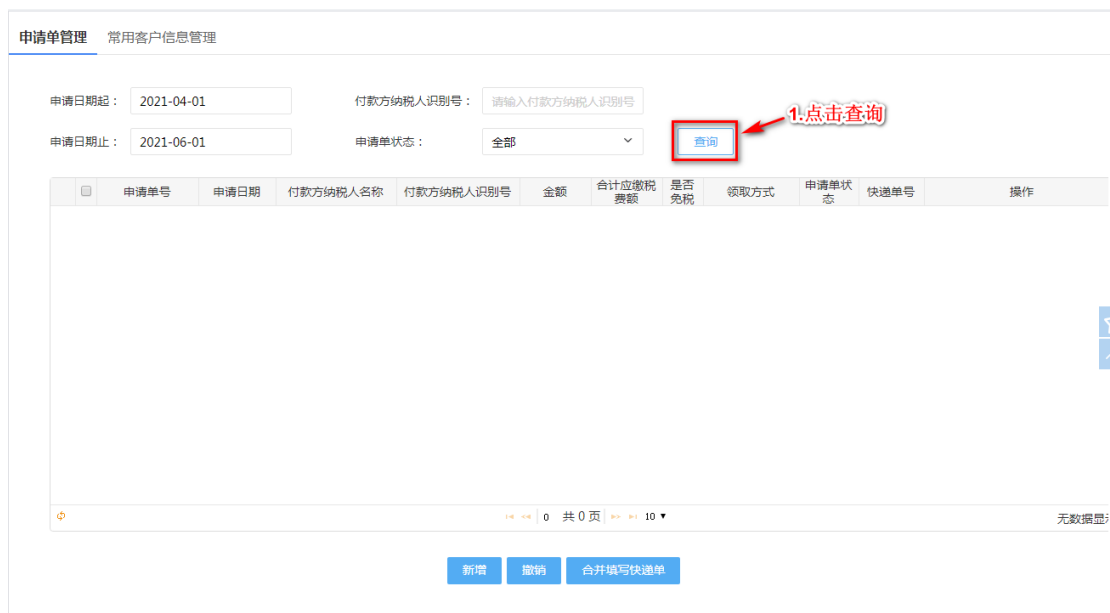 申请单管理 常用客户信息管理
申请日期起： 2021-04-01 付款方纳税人识别号： 请输入付款方纳税人识别号
1.点击查询
申请日期止： 2021-06-01 申请单状态： 全部 查询
申请单号 申请日期 付款方纳税人名称 付款方纳税人识别号 金额 合计应缴税费额 是否免税 领取方式 申请单状态 快递单号 操作
0 共 0 页 10 无数据显
新增 撤销 合并填写快递单